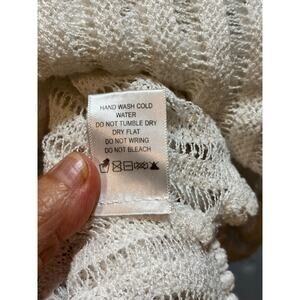 HAND WASH COLD
WATER
DO NOT TUMBLE DRY
DRY FLAT
DO NOT WRING
DO NOT BLEACH